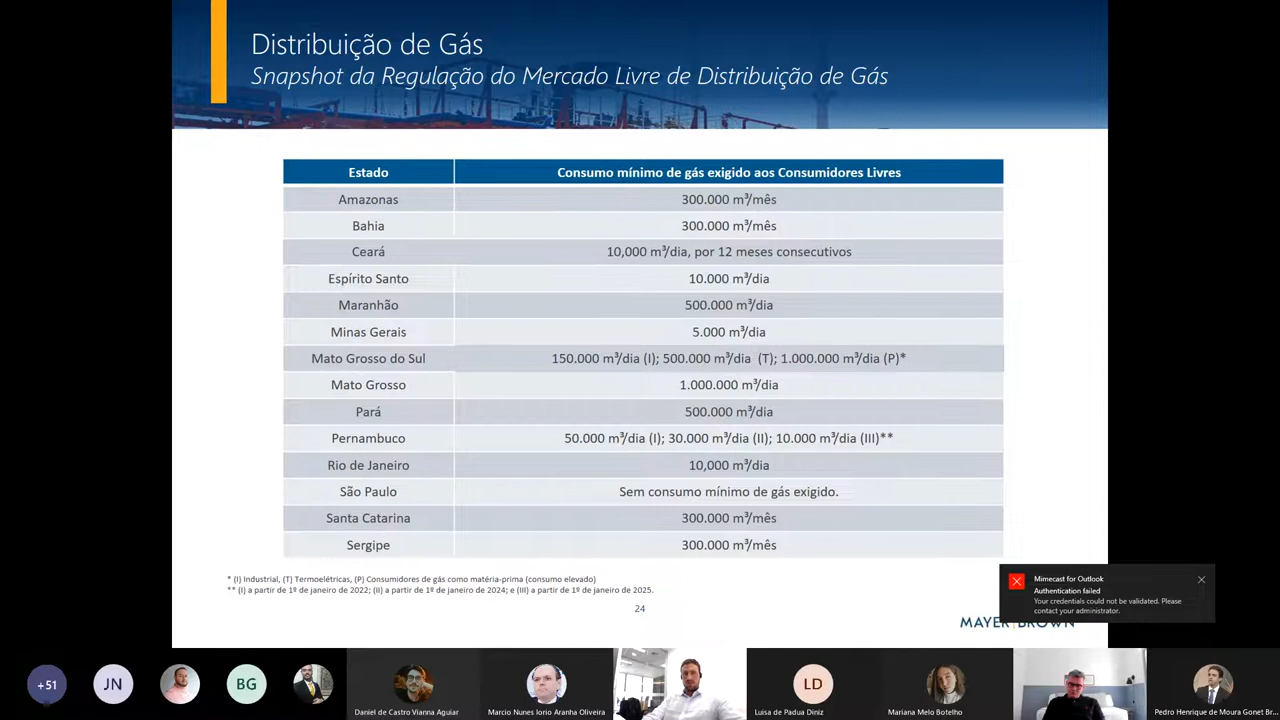 Distribuição de Gás
Snapshot da Regulação do Mercado Livre de Distribuição de Gás
Estado Consumo mínimo de gás exigido aos Consumidores Livres
Amazonas 300.000 m³/mês
Bahia 300.000 m³/mês
Ceará 10,000 m³/dia, por 12 meses consecutivos
Espírito Santo 10.000 m³/dia
Maranhão 500.000 m³/dia
Minas Gerais 5.000 m³/dia
Mato Grosso do Sul 150.000 m³/dia (I); 500.000 m³/dia (T); 1.000.000 m³/dia (P)*
Mato Grosso 1.000.000 m³/dia
Pará 500.000 m³/dia
Pernambuco 50.000 m³/dia (I); 30.000 m³/dia (II); 10.000 m³/dia (III)**
Rio de Janeiro 10,000 m³/dia
São Paulo Sem consumo mínimo de gás exigido.
Santa Catarina 300.000 m³/mês
Sergipe 300.000 m³/mês
* (I) Industrial, (T) Termoelétricas, (P) Consumidores de gás como matéria-prima (consumo elevado)
** (I) a partir de 1º de janeiro de 2022; (II) a partir de 1º de janeiro de 2024; e (III) a partir de 1º de janeiro de 2025.
24
Mimecast for Outlook
Authentication failed
Your credentials could not be validated. Please
contact your administrator.
MAYER BROWN
+51
JN
BG
LD
Daniel de Castro Vianna Aguiar
Marcio Nunes Iorio Aranha Oliveira
Luisa de Padua Diniz
Mariana Melo Botelho
Pedro Henrique de Moura Gonet Br...